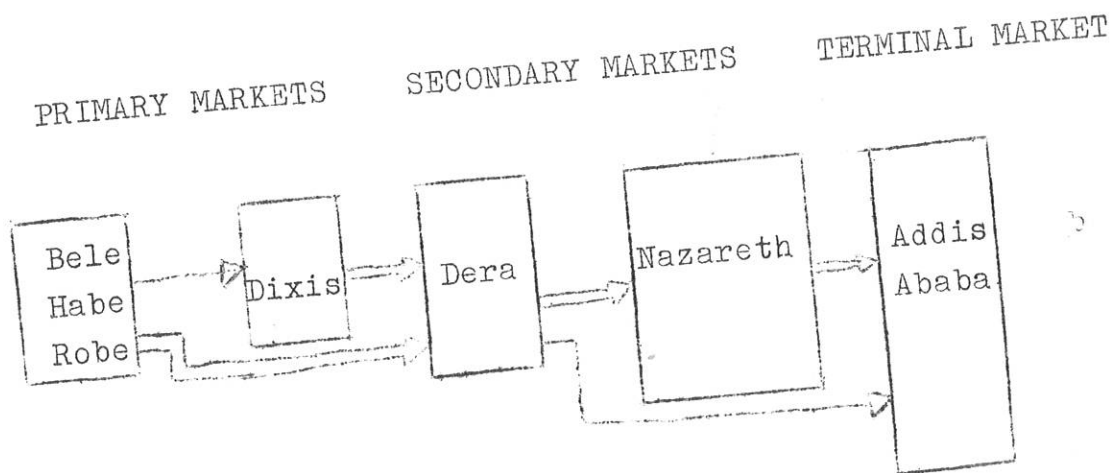 PRIMARY MARKETS
SECONDARY MARKETS
TERMINAL MARKET
Bele
Habe
Robe
Dixis
Dera
Nazareth
Addis
Ababa